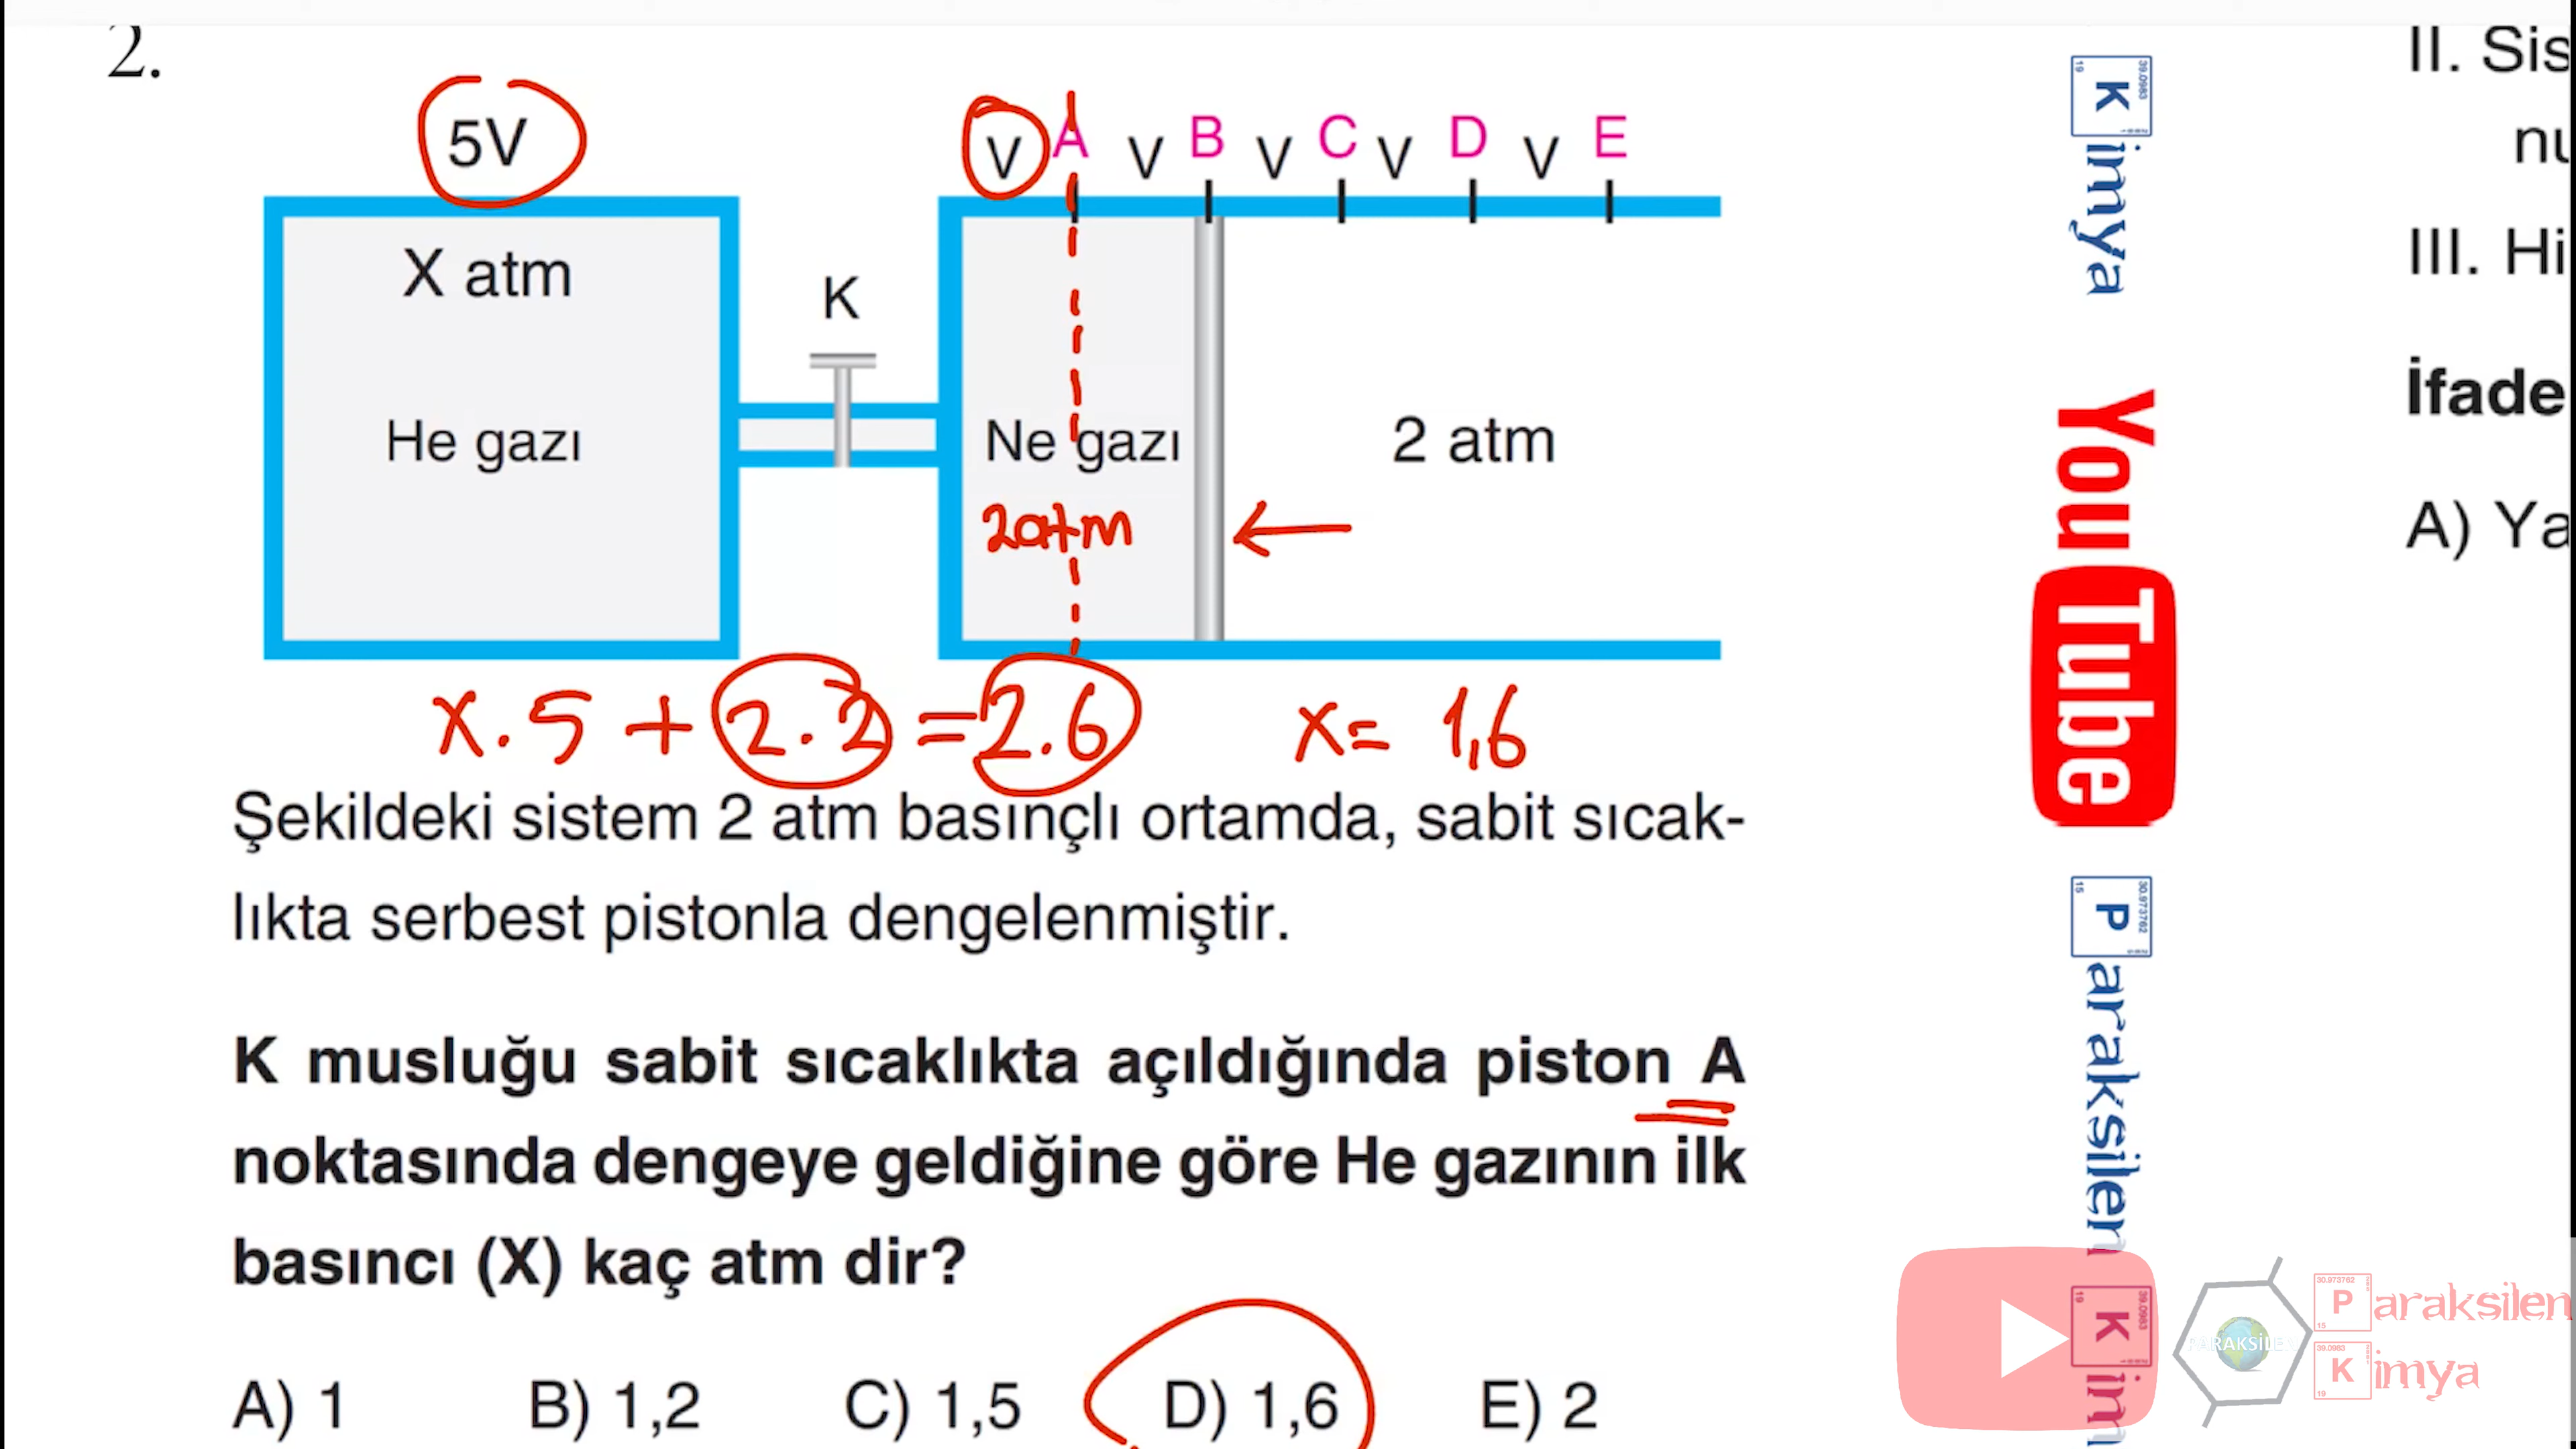 2.
5V
V A V B V C V D V E
X atm
K
He gazı
Ne gazı
2 atm
2atm
x.5 + 2.2 = 2.6
x= 1,6
Şekildeki sistem 2 atm basınçlı ortamda, sabit sıcak-
lıkta serbest pistonla dengelenmiştir.
K musluğu sabit sıcaklıkta açıldığında piston A
noktasında dengeye geldiğine göre He gazının ilk
basıncı (X) kaç atm dir?
A) 1 B) 1,2 C) 1,5 D) 1,6 E) 2
Kimya
YouTube
Paraksilen
Kim
II. Sis
nu
III. Hi
İfade
A) Ya
Paraksilen
Kimya